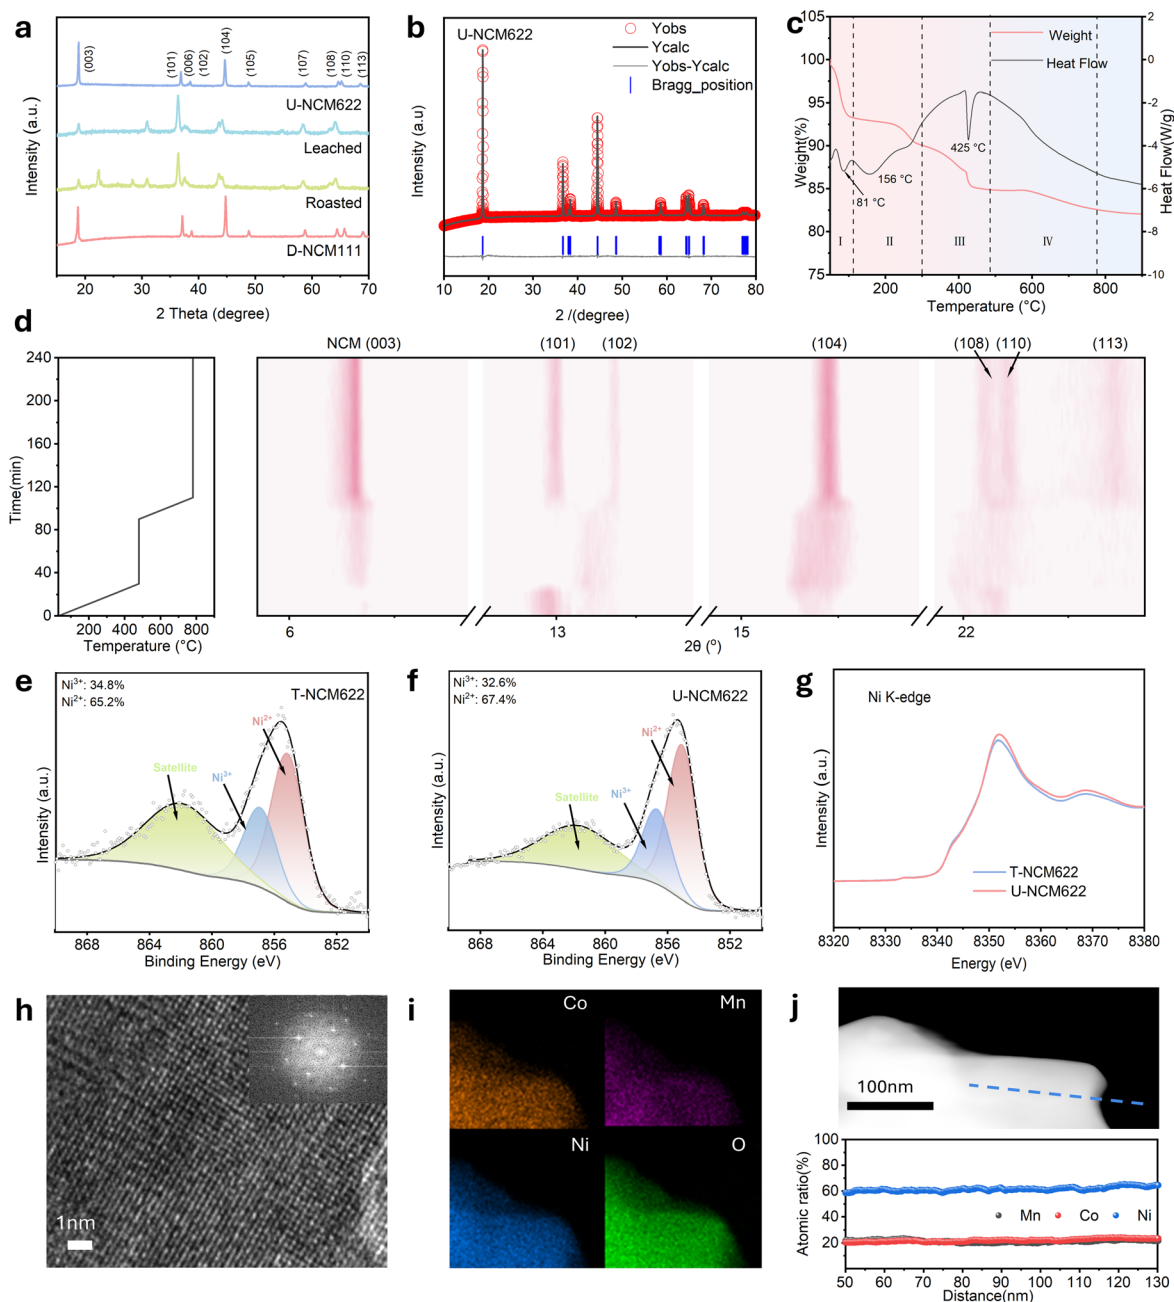 a
(003)
(101)
(006)
(102)
(104)
(105)
(107)
(108)
(110)
(113)
U-NCM622
Leached
Roasted
D-NCM111
Intensity (a.u)
20
30
40
50
60
70
2 Theta (degree)
b
U-NCM622
Yobs
Ycalc
Yobs-Ycalc
Bragg_position
Intensity (a.u.)
10
20
30
40
50
60
70
80
2 /(degree)
c
105
100
95
90
85
80
75
Weight(%)
Weight
Heat Flow
425 °C
156 °C
81 °C
I
II
III
IV
2
0
-2
-4
-6
-8
-10
Heat Flow(W/g)
200
400
600
800
Temperature (°C)
d
240
200
160
120
80
40
0
Time(min)
200
400
600
800
Temperature (°C)
NCM (003)
(101)
(102)
(104)
(108)
(110)
(113)
6
13
15
22
2θ (°)
e
Ni3+: 34.8%
Ni2+: 65.2%
T-NCM622
Ni2+
Ni3+
Satellite
Intensity (a.u.)
868
864
860
856
852
Binding Energy (eV)
f
Ni3+: 32.6%
Ni2+: 67.4%
U-NCM622
Ni2+
Ni3+
Satellite
Intensity (a.u.)
868
864
860
856
852
Binding Energy (eV)
g
Ni K-edge
T-NCM622
U-NCM622
Intensity (a.u.)
8320
8330
8340
8350
8360
8370
8380
Energy (eV)
h
1nm
i
Co
Mn
Ni
O
j
100nm
100
80
60
40
20
Atomic ratio(%)
Mn
Co
Ni
50
60
70
80
90
100
110
120
130
Distance(nm)